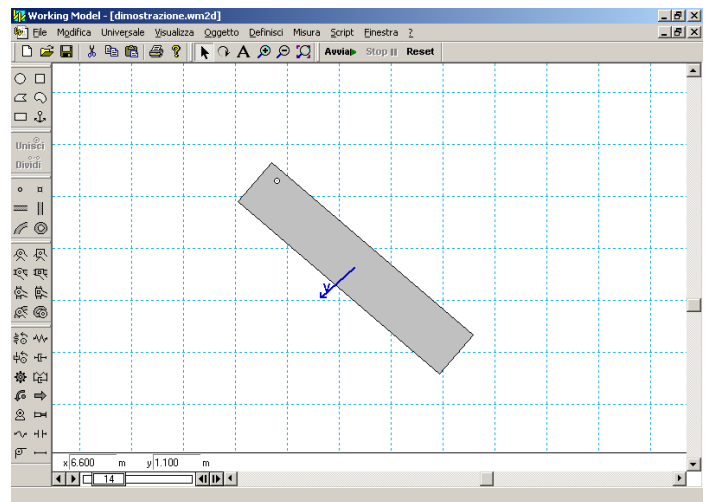 Working Model - [dimostrazione.wm2d]
File Modifica Universale Visualizza Oggetto Definisci Misura Script Finestra ?
A Avvia Stop Reset
Unisci
Dividi
V
x 6.600 m y 1.100 m
14